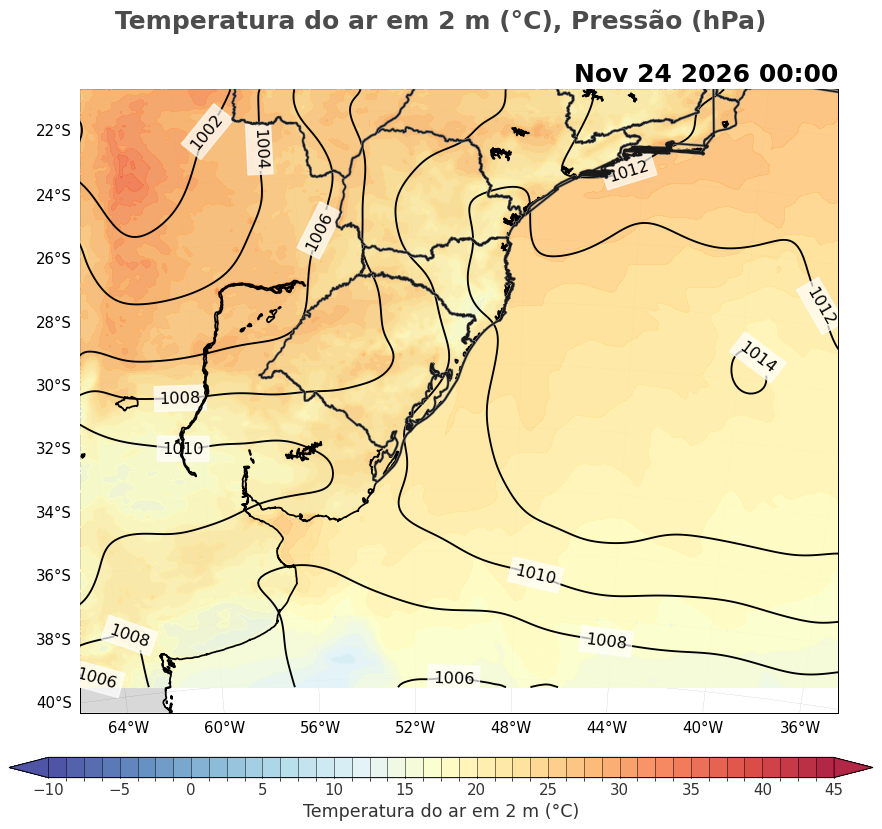 Temperatura do ar em 2 m (°C), Pressão (hPa)
Nov 24 2026 00:00
22°S
24°S
26°S
28°S
30°S
32°S
34°S
36°S
38°S
40°S
1002
1004
1006
1012
1012
1014
1008
1010
1010
1008
1008
1006
1006
64°W 60°W 56°W 52°W 48°W 44°W 40°W 36°W
−10 −5 0 5 10 15 20 25 30 35 40 45
Temperatura do ar em 2 m (°C)